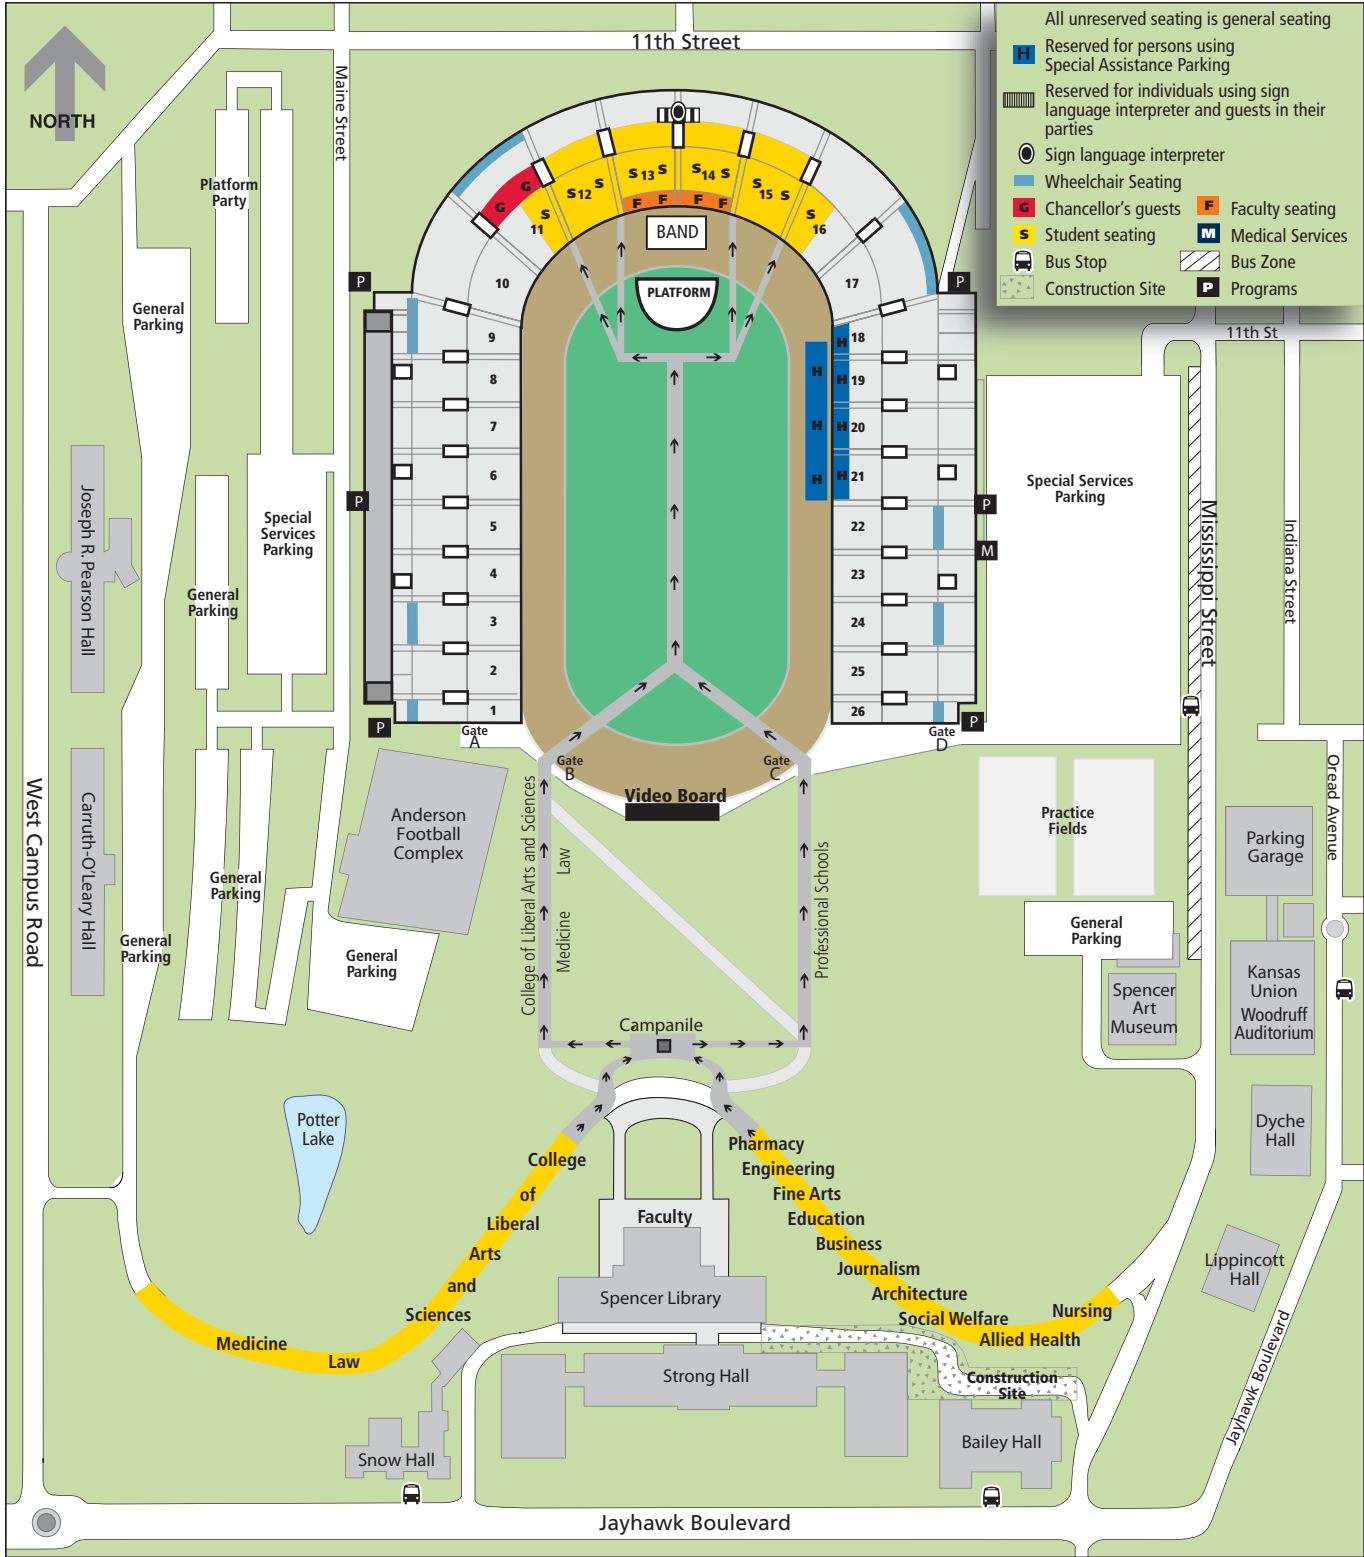 11th Street
NORTH
Maine Street
All unreserved seating is general seating
H
Reserved for persons using
Special Assistance Parking
Reserved for individuals using sign
language interpreter and guests in their
parties
Sign language interpreter
Wheelchair Seating
G
Chancellor's guests
F
Faculty seating
S
Student seating
M
Medical Services
Bus Stop
Bus Zone
Construction Site
P
Programs
11th St
Platform
Party
General
Parking
P
P
G
G
S
11
S 12 S
S 13 S
S 14 S
S
15 S
S
16
F F F F
BAND
PLATFORM
10
9
8
7
6
5
4
3
2
1
17
18
19
20
21
22
23
24
25
26
H
H
H
H
H
H
H
P
P
M
P
P
Special Services
Parking
Special
Services
Parking
General
Parking
Joseph R. Pearson Hall
Mississippi Street
Indiana Street
Gate
A
Gate
B
Gate
C
Gate
D
Video Board
West Campus Road
Carruth-O'Leary Hall
Anderson
Football
Complex
General
Parking
General
Parking
General
Parking
College of Liberal Arts and Sciences
Law
Medicine
Professional Schools
Practice
Fields
General
Parking
Parking
Garage
Oread Avenue
Kansas
Union
Woodruff
Auditorium
Spencer
Art
Museum
Campanile
Dyche
Hall
Potter
Lake
College
of
Liberal
Arts
and
Sciences
Medicine
Law
Faculty
Spencer Library
Pharmacy
Engineering
Fine Arts
Education
Business
Journalism
Architecture
Social Welfare
Allied Health
Nursing
Lippincott
Hall
Jayhawk Boulevard
Strong Hall
Construction
Site
Snow Hall
Bailey Hall
Jayhawk Boulevard